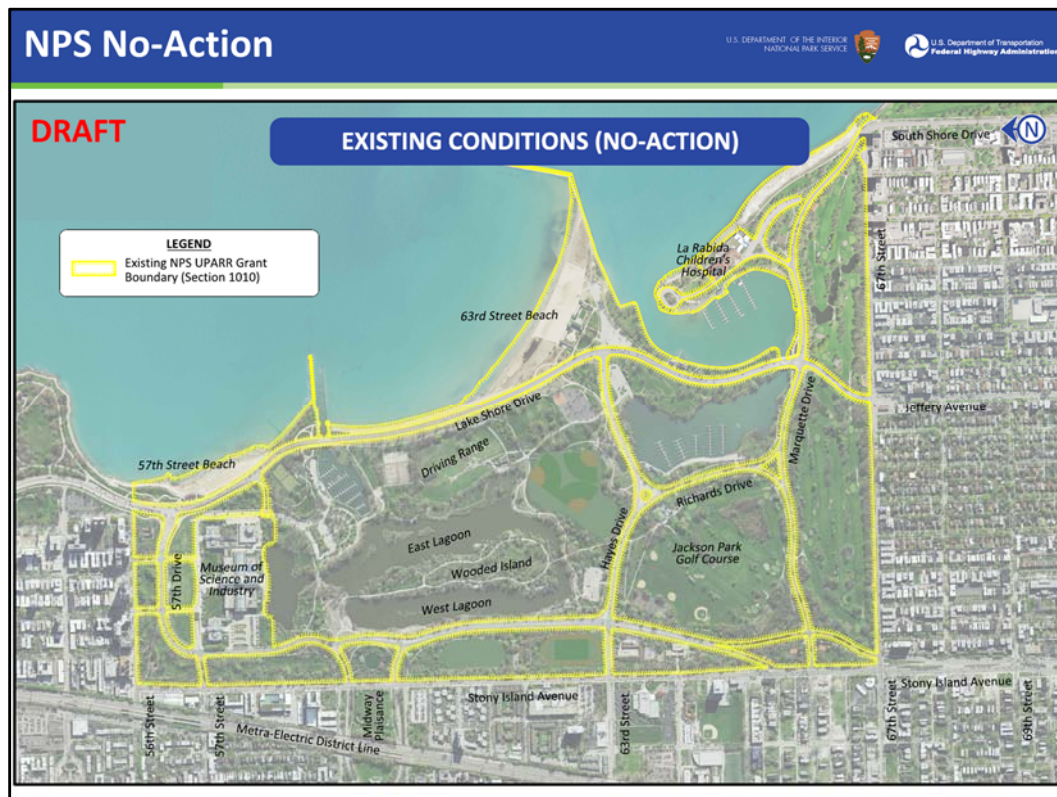 NPS No-Action
U.S. DEPARTMENT OF THE INTERIOR
NATIONAL PARK SERVICE
U.S. Department of Transportation
Federal Highway Administration
DRAFT
EXISTING CONDITIONS (NO-ACTION)
South Shore Drive
N
LEGEND
Existing NPS UPARR Grant
Boundary (Section 1010)
La Rabida
Children's
Hospital
67th Street
63rd Street Beach
Lake Shore Drive
Marquette Drive
Jeffery Avenue
Driving Range
57th Street Beach
Richards Drive
East Lagoon
Hayes Drive
Jackson Park
Golf Course
57th Drive
Museum of
Science and
Industry
Wooded Island
West Lagoon
Stony Island Avenue
Stony Island Avenue
56th Street
57th Street
Midway
Plaisance
63rd Street
67th Street
69th Street
Metra-Electric District Line